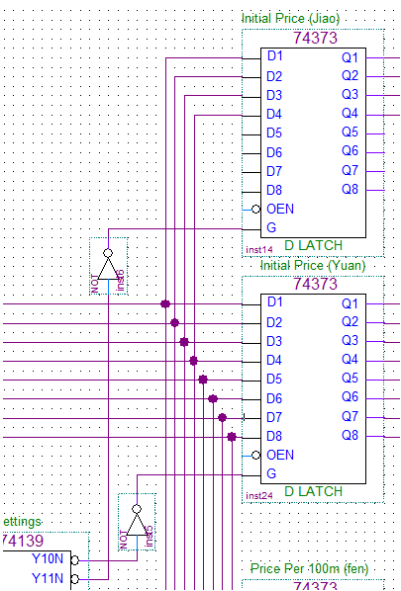 Initial Price (Jiao)
74373
D1 Q1
D2 Q2
D3 Q3
D4 Q4
D5 Q5
D6 Q6
D7 Q7
D8 Q8
OEN
G
inst14 D LATCH
NOT inst6
Initial Price (Yuan)
74373
D1 Q1
D2 Q2
D3 Q3
D4 Q4
D5 Q5
D6 Q6
D7 Q7
D8 Q8
OEN
G
inst24 D LATCH
NOT inst5
ettings
74139
Y10N
Y11N
Price Per 100m (fen)
74373